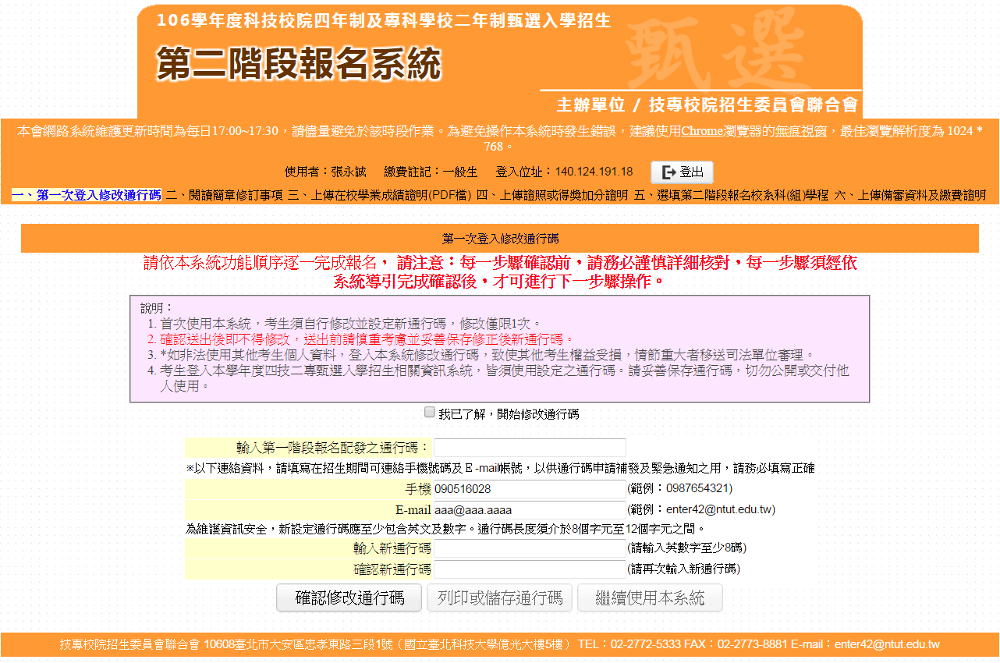 106學年度科技校院四年制及專科學校二年制甄選入學招生
甄選
第二階段報名系統
主辦單位 / 技專校院招生委員會聯合會
本會網路系統維護更新時間為每日17:00~17:30，請儘量避免於該時段作業。為避免操作本系統時發生錯誤，建議使用Chrome瀏覽器的無痕視窗，最佳瀏覽解析度為 1024 *
768。
使用者：張永誠 繳費註記：一般生 登入位址：140.124.191.18 登出
一、第一次登入修改通行碼 二、閱讀簡章修訂事項 三、上傳在校學業成績證明(PDF檔) 四、上傳證照或得獎加分證明 五、選填第二階段報名校系科(組)學程 六、上傳備審資料及繳費證明
第一次登入修改通行碼
請依本系統功能順序逐一完成報名，請注意：每一步驟確認前，請務必謹慎詳細核對，每一步驟須經依
系統導引完成確認後，才可進行下一步驟操作。
說明：
1. 首次使用本系統，考生須自行修改並設定新通行碼，修改僅限1次。
2. 確認送出後即不得修改，送出前請慎重考慮並妥善保存修正後新通行碼。
3. *如非法使用其他考生個人資料，登入本系統修改通行碼，致使其他考生權益受損，情節重大者移送司法單位審理。
4. 考生登入本學年度四技二專甄選入學招生相關資訊系統，皆須使用設定之通行碼。請妥善保存通行碼，切勿公開或交付他
人使用。
我已了解，開始修改通行碼
輸入第一階段報名配發之通行碼：
※以下連絡資料，請填寫在招生期間可連絡手機號碼及Ｅ-mail帳號，以供通行碼申請補發及緊急通知之用，請務必填寫正確
手機 090516028 (範例：0987654321)
E-mail aaa@aaa.aaaa (範例：enter42@ntut.edu.tw)
為維護資訊安全，新設定通行碼應至少包含英文及數字。通行碼長度須介於8個字元至12個字元之間。
輸入新通行碼 (請輸入英數字至少8碼)
確認新通行碼 (請再次輸入新通行碼)
確認修改通行碼 列印或儲存通行碼 繼續使用本系統
技專校院招生委員會聯合會 10608臺北市大安區忠孝東路三段1號（國立臺北科技大學億光大樓5樓） TEL：02-2772-5333 FAX：02-2773-8881 E-mail：enter42@ntut.edu.tw